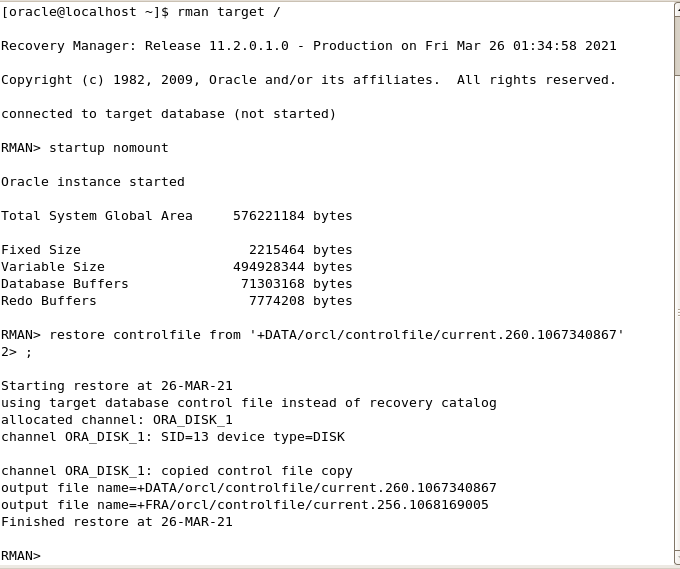 [oracle@localhost ~]$ rman target /
Recovery Manager: Release 11.2.0.1.0 - Production on Fri Mar 26 01:34:58 2021
Copyright (c) 1982, 2009, Oracle and/or its affiliates.  All rights reserved.
connected to target database (not started)
RMAN> startup nomount
Oracle instance started
Total System Global Area     576221184 bytes
Fixed Size                     2215464 bytes
Variable Size                494928344 bytes
Database Buffers              71303168 bytes
Redo Buffers                   7774208 bytes
RMAN> restore controlfile from '+DATA/orcl/controlfile/current.260.1067340867'
2> ;
Starting restore at 26-MAR-21
using target database control file instead of recovery catalog
allocated channel: ORA_DISK_1
channel ORA_DISK_1: SID=13 device type=DISK
channel ORA_DISK_1: copied control file copy
output file name=+DATA/orcl/controlfile/current.260.1067340867
output file name=+FRA/orcl/controlfile/current.256.1068169005
Finished restore at 26-MAR-21
RMAN>